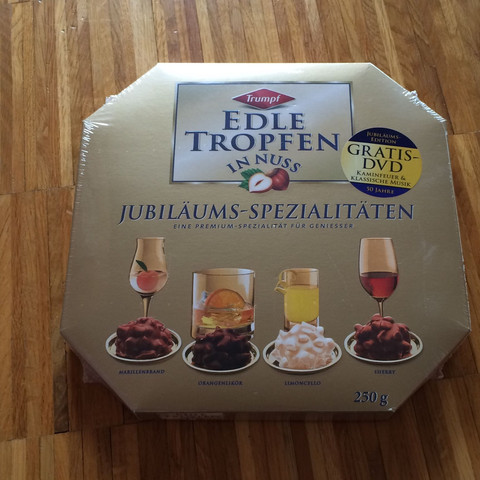 Trumpf
EDLE
TROPFEN
IN NUSS
JUBILÄUMS-
EDITION
GRATIS-
DVD
KAMINFEUER &
KLASSISCHE MUSIK
50 JAHRE
JUBILÄUMS-SPEZIALITÄTEN
EINE PREMIUM-SPEZIALITÄT FÜR GENIESSER
MARILLENBRAND
ORANGENLIKÖR
LIMONCELLO
SHERRY
250 g